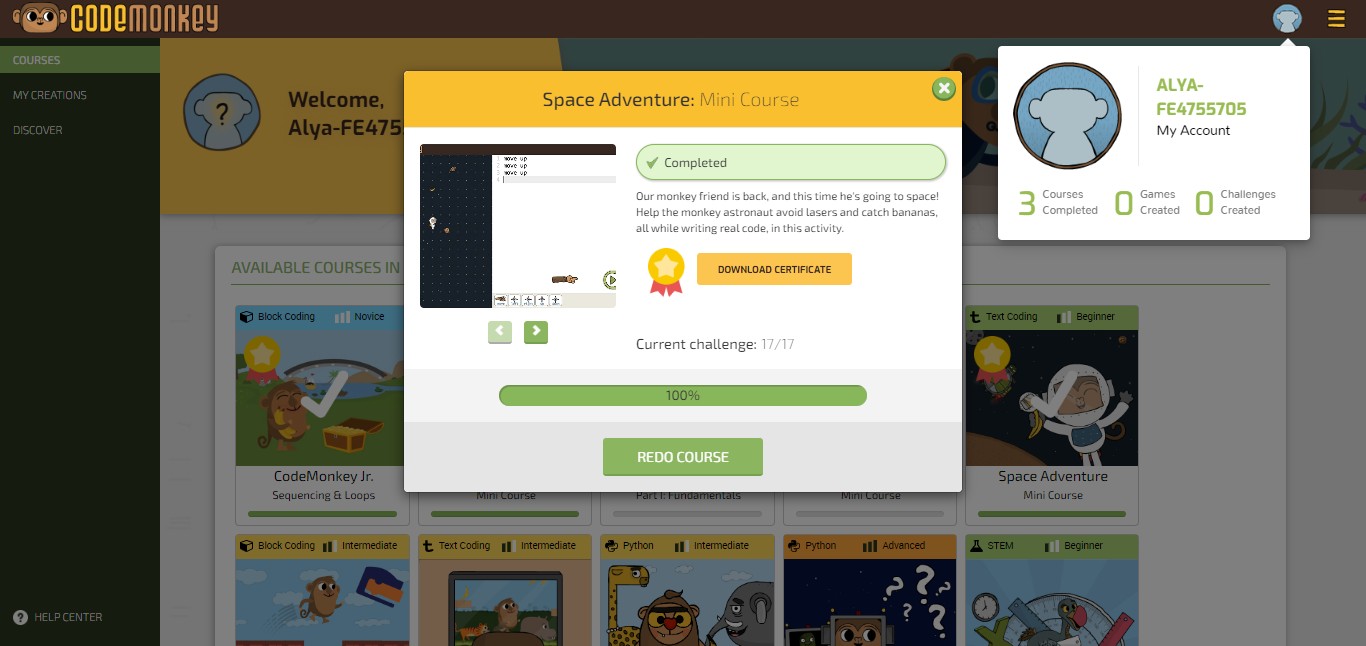 CODEMONKEY
COURSES
MY CREATIONS
DISCOVER
HELP CENTER
?
Welcome,
Alya-FE475
ALYA-
FE4755705
My Account
3 Courses Completed
0 Games Created
0 Challenges Created
Space Adventure: Mini Course
1 move up
2 move up
3 move up
4
Completed
Our monkey friend is back, and this time he's going to space!
Help the monkey astronaut avoid lasers and catch bananas,
all while writing real code, in this activity.
DOWNLOAD CERTIFICATE
Current challenge: 17/17
100%
REDO COURSE
AVAILABLE COURSES IN
Block Coding Novice
Text Coding Beginner
CodeMonkey Jr.
Sequencing & Loops
Mini Course
Part 1: Fundamentals
Mini Course
Space Adventure
Mini Course
Block Coding Intermediate
Text Coding Intermediate
Python Intermediate
Python Advanced
STEM Beginner
? ? ? ?